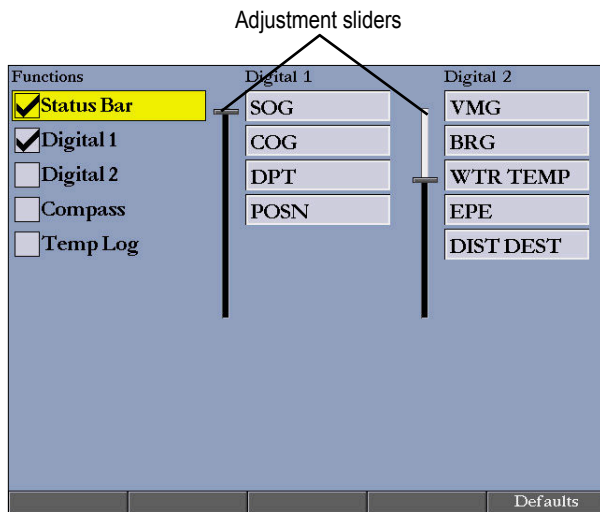 Adjustment sliders
Functions
Status Bar
Digital 1
Digital 2
Compass
Temp Log
Digital 1
SOG
COG
DPT
POSN
Digital 2
VMG
BRG
WTR TEMP
EPE
DIST DEST
Defaults